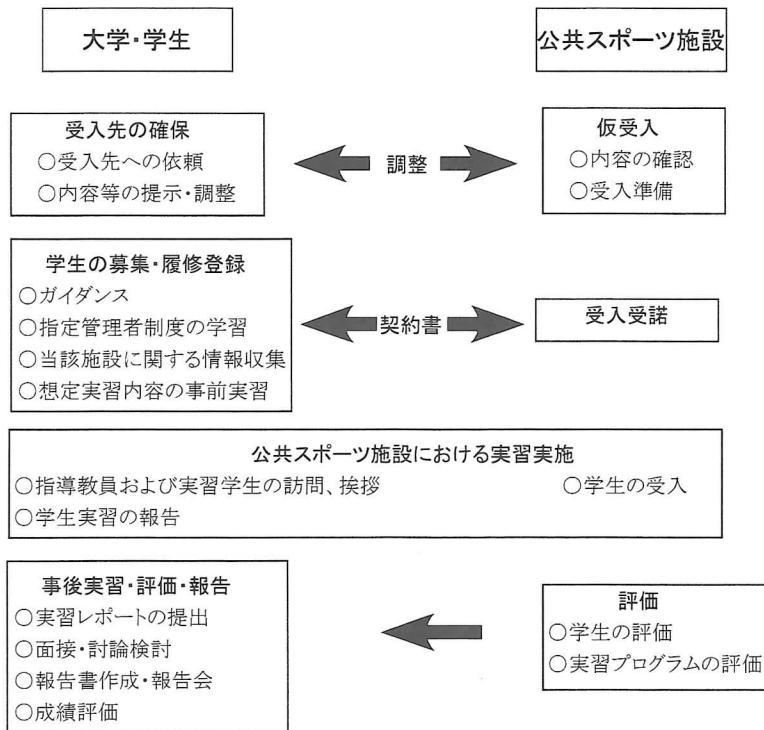 大学・学生
公共スポーツ施設
受入先の確保
○受入先への依頼
○内容等の提示・調整
調整
仮受入
○内容の確認
○受入準備
学生の募集・履修登録
○ガイダンス
○指定管理者制度の学習
○当該施設に関する情報収集
○想定実習内容の事前実習
契約書
受入受諾
公共スポーツ施設における実習実施
○指導教員および実習学生の訪問、挨拶 ○学生の受入
○学生実習の報告
事後実習・評価・報告
○実習レポートの提出
○面接・討論検討
○報告書作成・報告会
○成績評価
評価
○学生の評価
○実習プログラムの評価